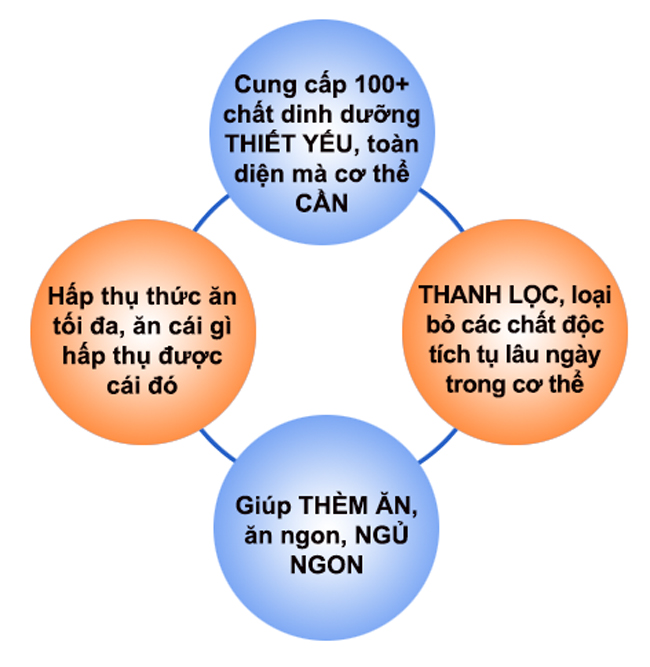 Cung cấp 100+
chất dinh dưỡng
THIẾT YẾU, toàn
diện mà cơ thể
CẦN
THANH LỌC, loại
bỏ các chất độc
tích tụ lâu ngày
trong cơ thể
Giúp THÈM ĂN,
ăn ngon, NGỦ
NGON
Hấp thụ thức ăn
tối đa, ăn cái gì
hấp thụ được
cái đó